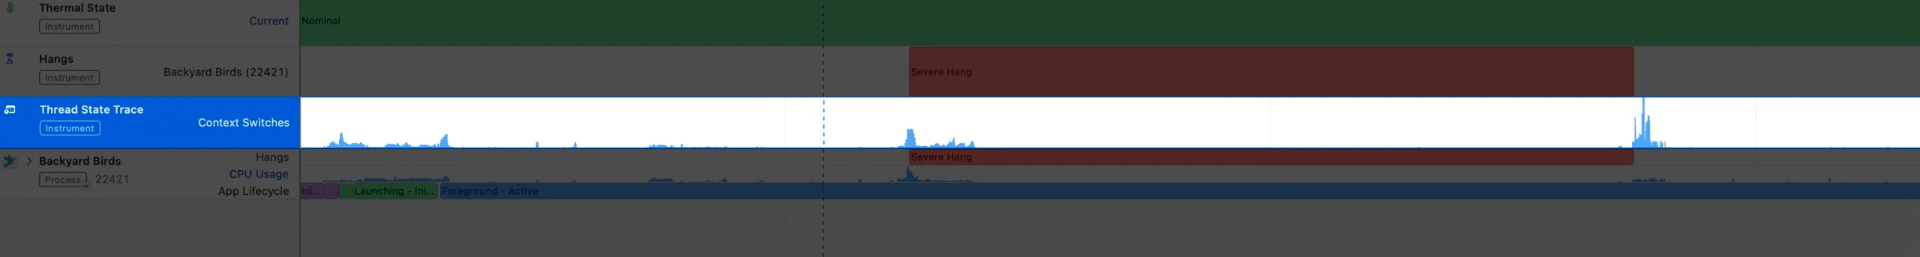 Thermal State
Instrument
Current
Nominal
Hangs
Instrument
Backyard Birds (22421)
Severe Hang
Thread State Trace
Instrument
Context Switches
Backyard Birds
Process
22421
Hangs
Severe Hang
CPU Usage
App Lifecycle
Ini...
Launching - Ini...
Foreground - Active